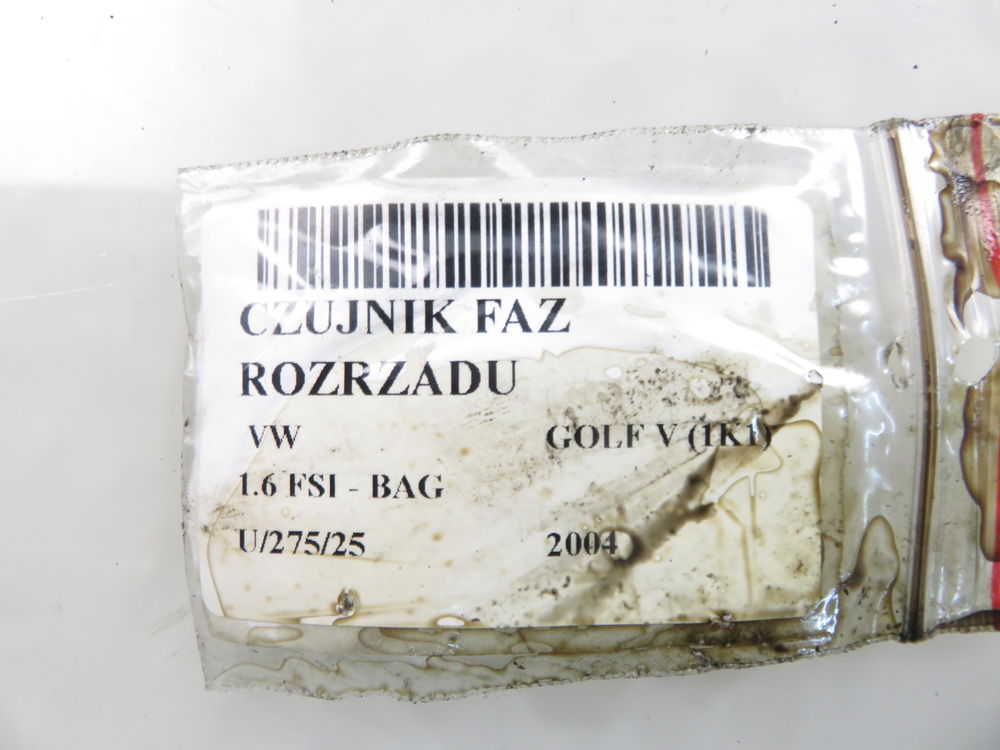 CZUJNIK FAZ
ROZRZADU
VW GOLF V (1K1)
1.6 FSI - BAG
U/275/25 2004